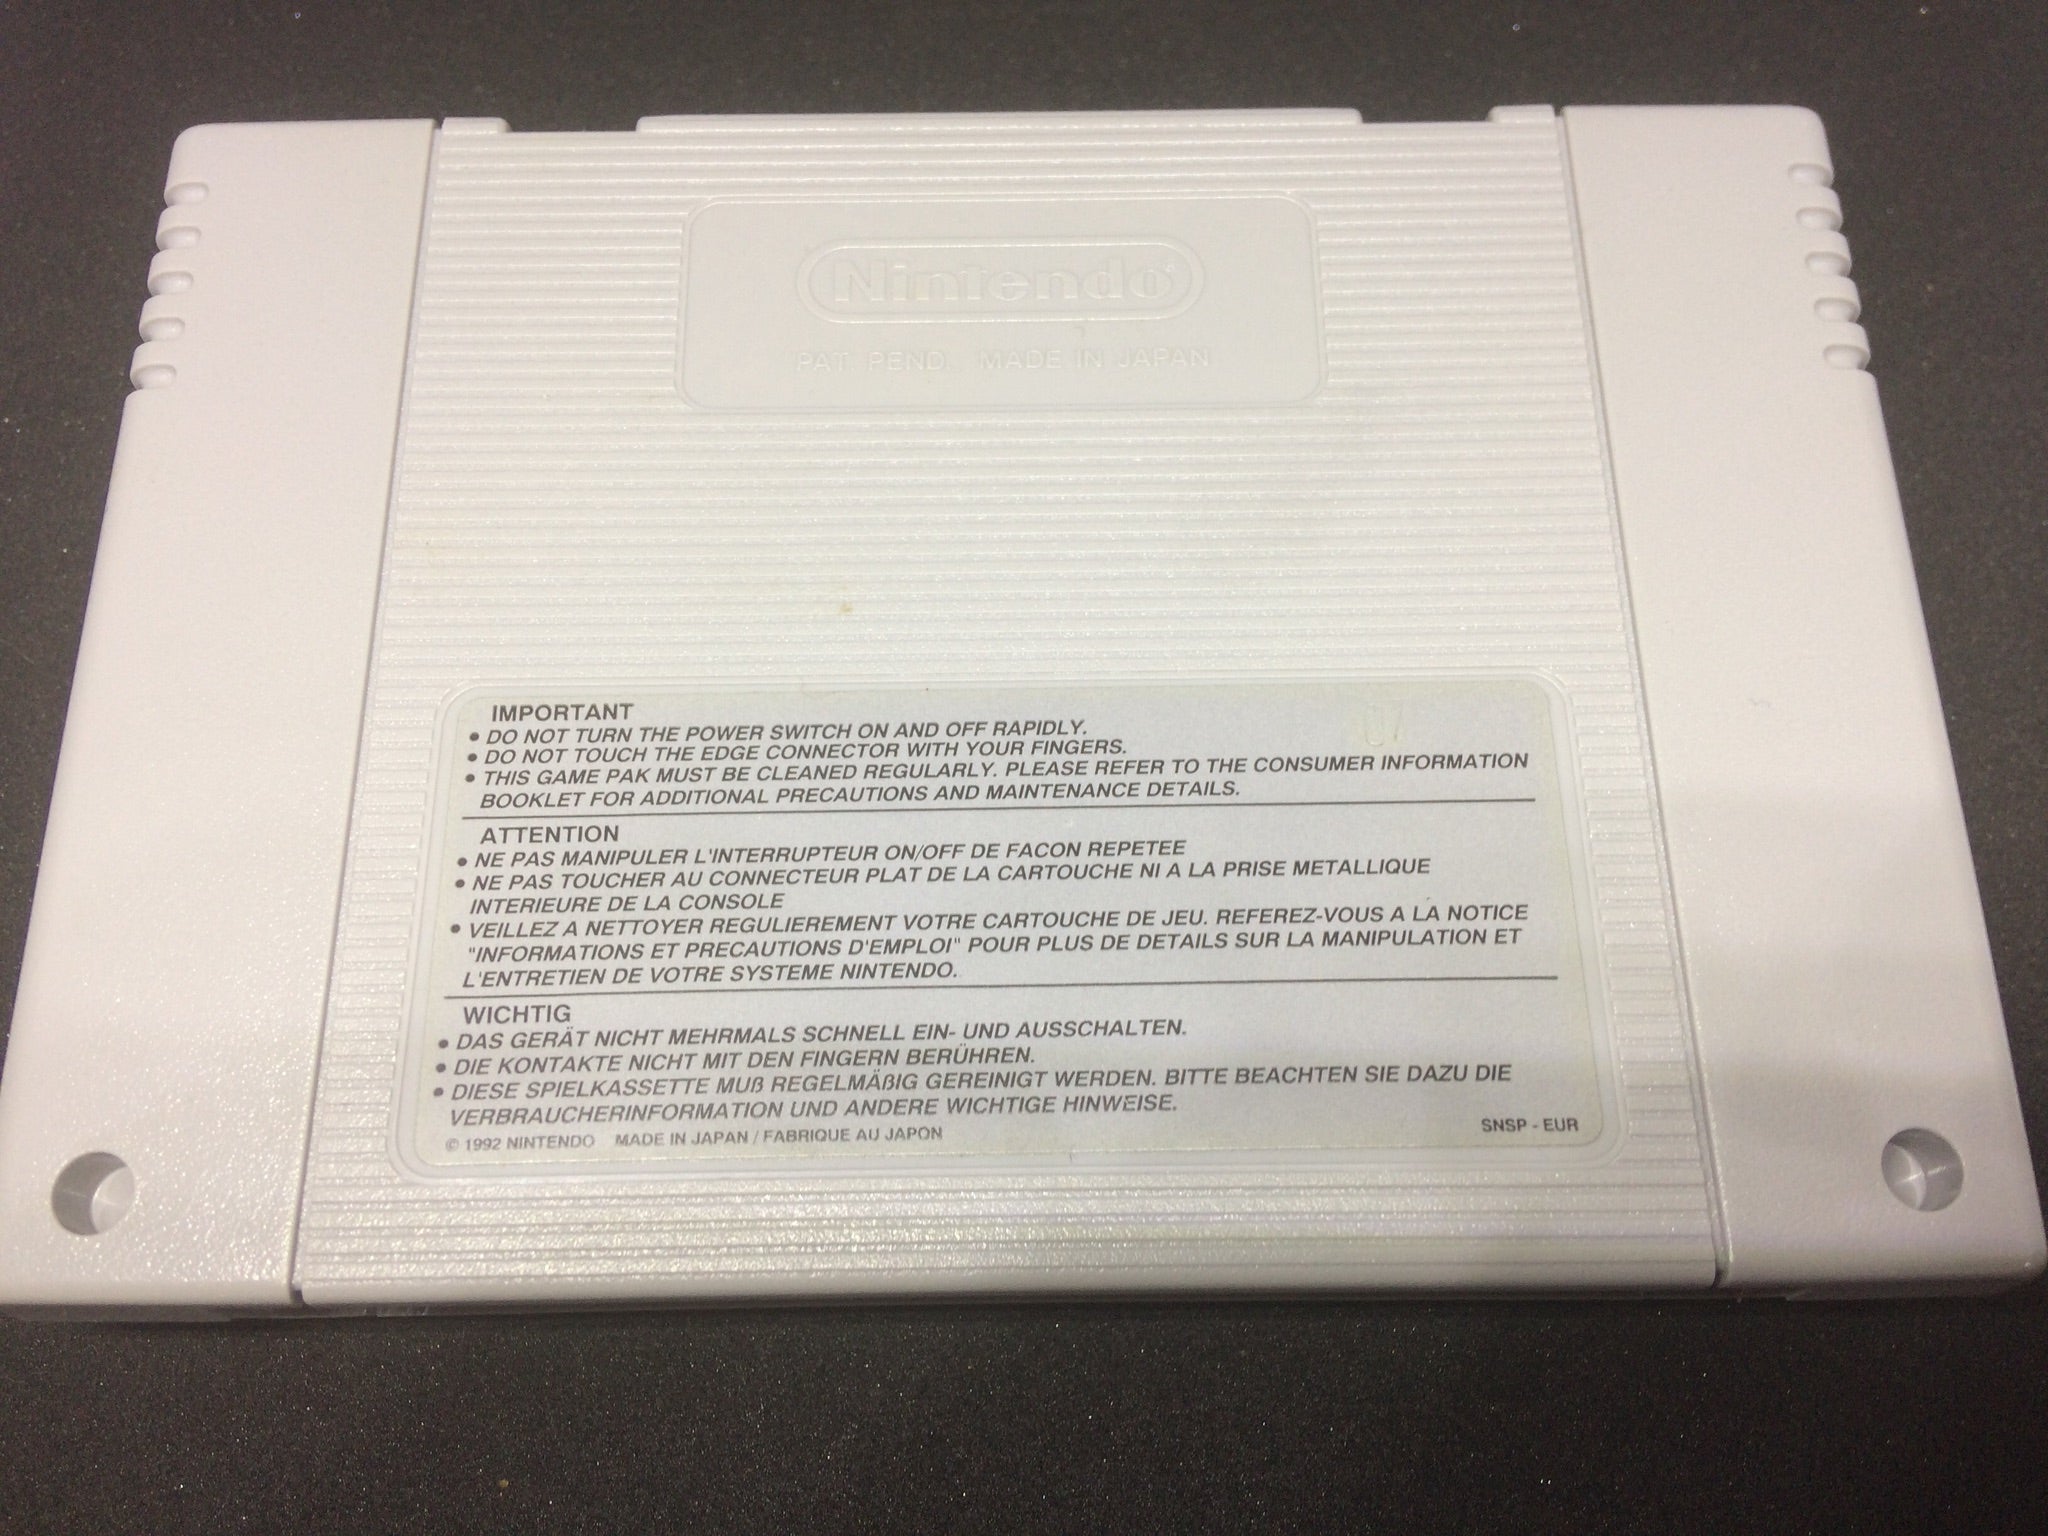 Nintendo®
PAT. PEND. MADE IN JAPAN
IMPORTANT
• DO NOT TURN THE POWER SWITCH ON AND OFF RAPIDLY.
• DO NOT TOUCH THE EDGE CONNECTOR WITH YOUR FINGERS.
• THIS GAME PAK MUST BE CLEANED REGULARLY. PLEASE REFER TO THE CONSUMER INFORMATION
BOOKLET FOR ADDITIONAL PRECAUTIONS AND MAINTENANCE DETAILS.
ATTENTION
• NE PAS MANIPULER L'INTERRUPTEUR ON/OFF DE FACON REPETEE
• NE PAS TOUCHER AU CONNECTEUR PLAT DE LA CARTOUCHE NI A LA PRISE METALLIQUE
INTERIEURE DE LA CONSOLE
• VEILLEZ A NETTOYER REGULIEREMENT VOTRE CARTOUCHE DE JEU. REFEREZ-VOUS A LA NOTICE
"INFORMATIONS ET PRECAUTIONS D'EMPLOI" POUR PLUS DE DETAILS SUR LA MANIPULATION ET
L'ENTRETIEN DE VOTRE SYSTEME NINTENDO.
WICHTIG
• DAS GERÄT NICHT MEHRMALS SCHNELL EIN- UND AUSSCHALTEN.
• DIE KONTAKTE NICHT MIT DEN FINGERN BERÜHREN.
• DIESE SPIELKASSETTE MUß REGELMÄßIG GEREINIGT WERDEN. BITTE BEACHTEN SIE DAZU DIE
VERBRAUCHERINFORMATION UND ANDERE WICHTIGE HINWEISE.
© 1992 NINTENDO MADE IN JAPAN / FABRIQUE AU JAPON
SNSP - EUR